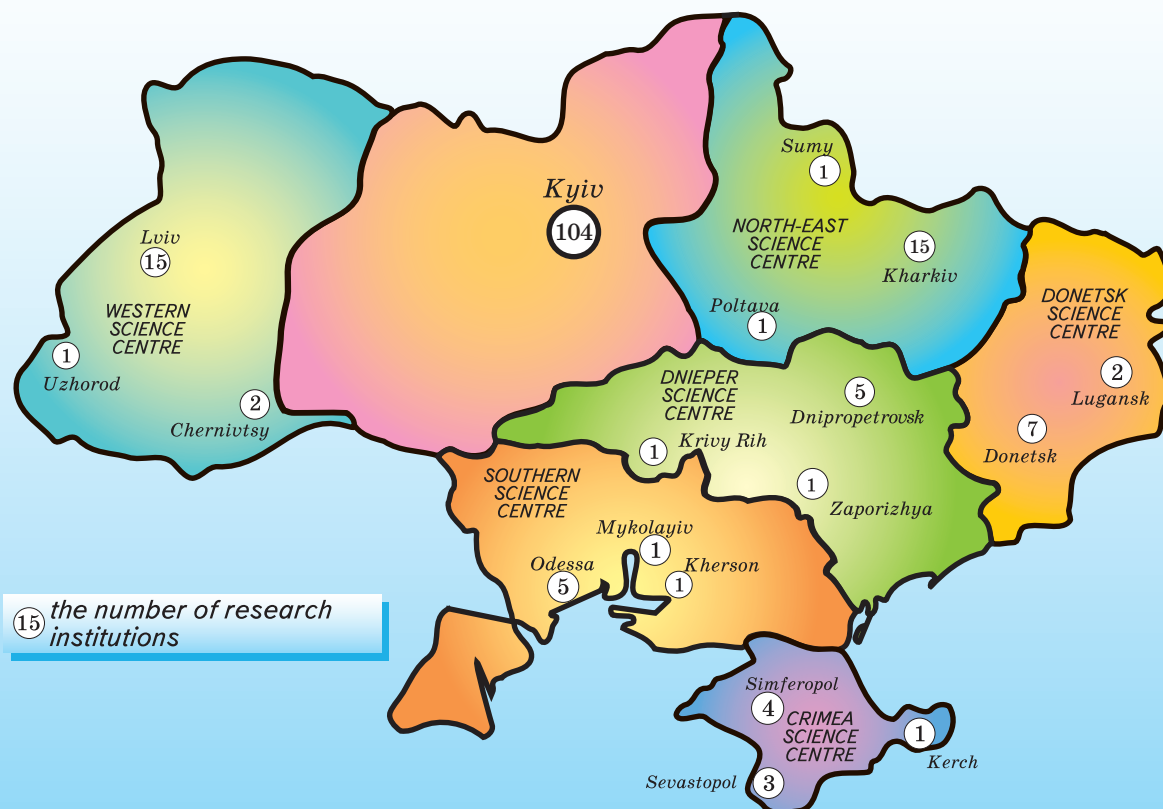 Kyiv
104
Sumy
1
NORTH-EAST
SCIENCE
CENTRE
15
Kharkiv
Poltava
1
Lviv
15
WESTERN
SCIENCE
CENTRE
1
Uzhorod
2
Chernivtsy
DONETSK
SCIENCE
CENTRE
2
Lugansk
7
Donetsk
DNIEPER
SCIENCE
CENTRE
5
Dnipropetrovsk
1
Krivy Rih
1
Zaporizhya
SOUTHERN
SCIENCE
CENTRE
Mykolayiv
1
Odessa
5
Kherson
1
15 the number of research
institutions
Simferopol
4
CRIMEA
SCIENCE
CENTRE
1
Kerch
Sevastopol
3